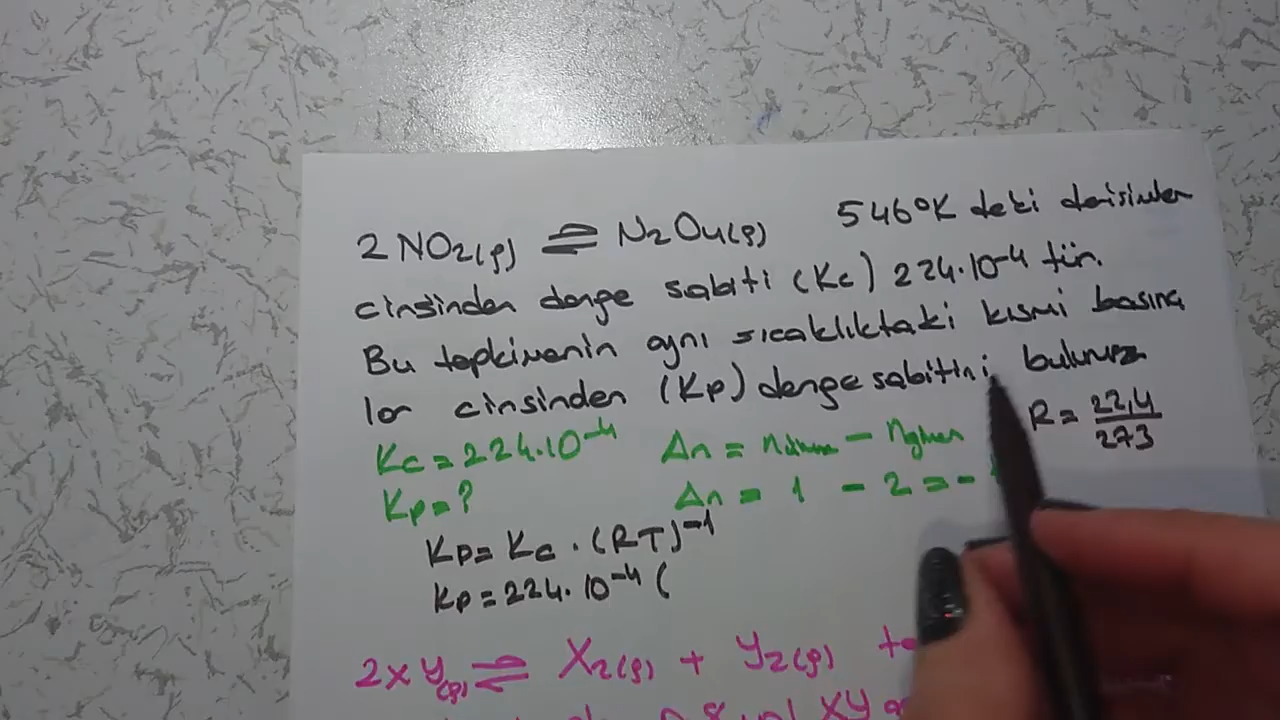 2 NO2(g) ⇌ N2O4(g) 546°K deki derisimler
cinsinden denge sabiti (Kc) 224.10-4 tür.
Bu tepkimenin aynı sıcaklıktaki kısmi basınç
lar cinsinden (Kp) denge sabitini bulunuz
R = 22,4 / 273
Kc = 224.10-4 Δn = nürün - ngiren
Kp = ? Δn = 1 - 2 = -
Kp = Kc . (RT)-1
Kp = 224. 10-4 (
2XY(g) ⇌ X2(g) + Y2(g)
XY